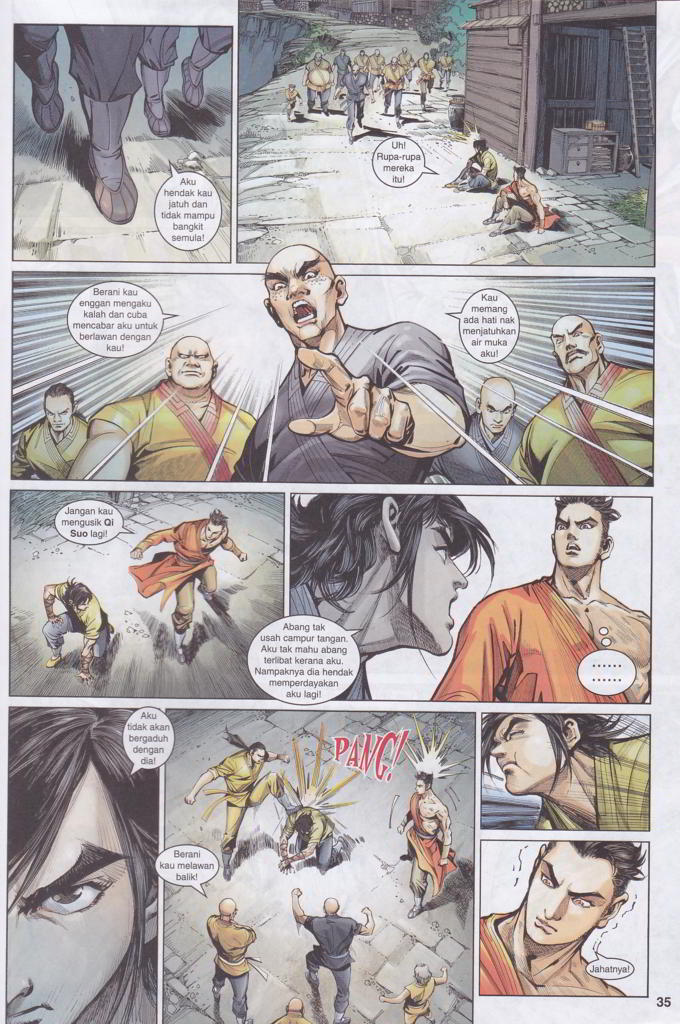 Aku
hendak kau
jatuh dan
tidak mampu
bangkit
semula!
Uh!
Rupa-rupa
mereka
itu!
Berani kau
enggan mengaku
kalah dan cuba
mencabar aku untuk
berlawan dengan
kau!
Kau
memang
ada hati nak
menjatuhkan
air muka
aku!
Jangan kau
mengusik Qi
Suo lagi!
Abang tak
usah campur tangan.
Aku tak mahu abang
terlibat kerana aku.
Nampaknya dia hendak
memperdayakan
aku lagi!
......
......
Aku
tidak akan
bergaduh
dengan
dia!
PANG!
Berani
kau melawan
balik!
Jahatnya!
35